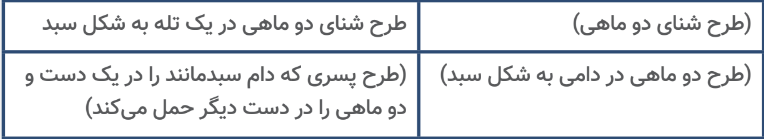 (طرح شنای دو ماهی)
طرح شنای دو ماهی در یک تله به شکل سبد
(طرح دو ماهی در دامی به شکل سبد)
(طرح پسری که دام سبدمانند را در یک دست و
دو ماهی را در دست دیگر حمل می‌کند)